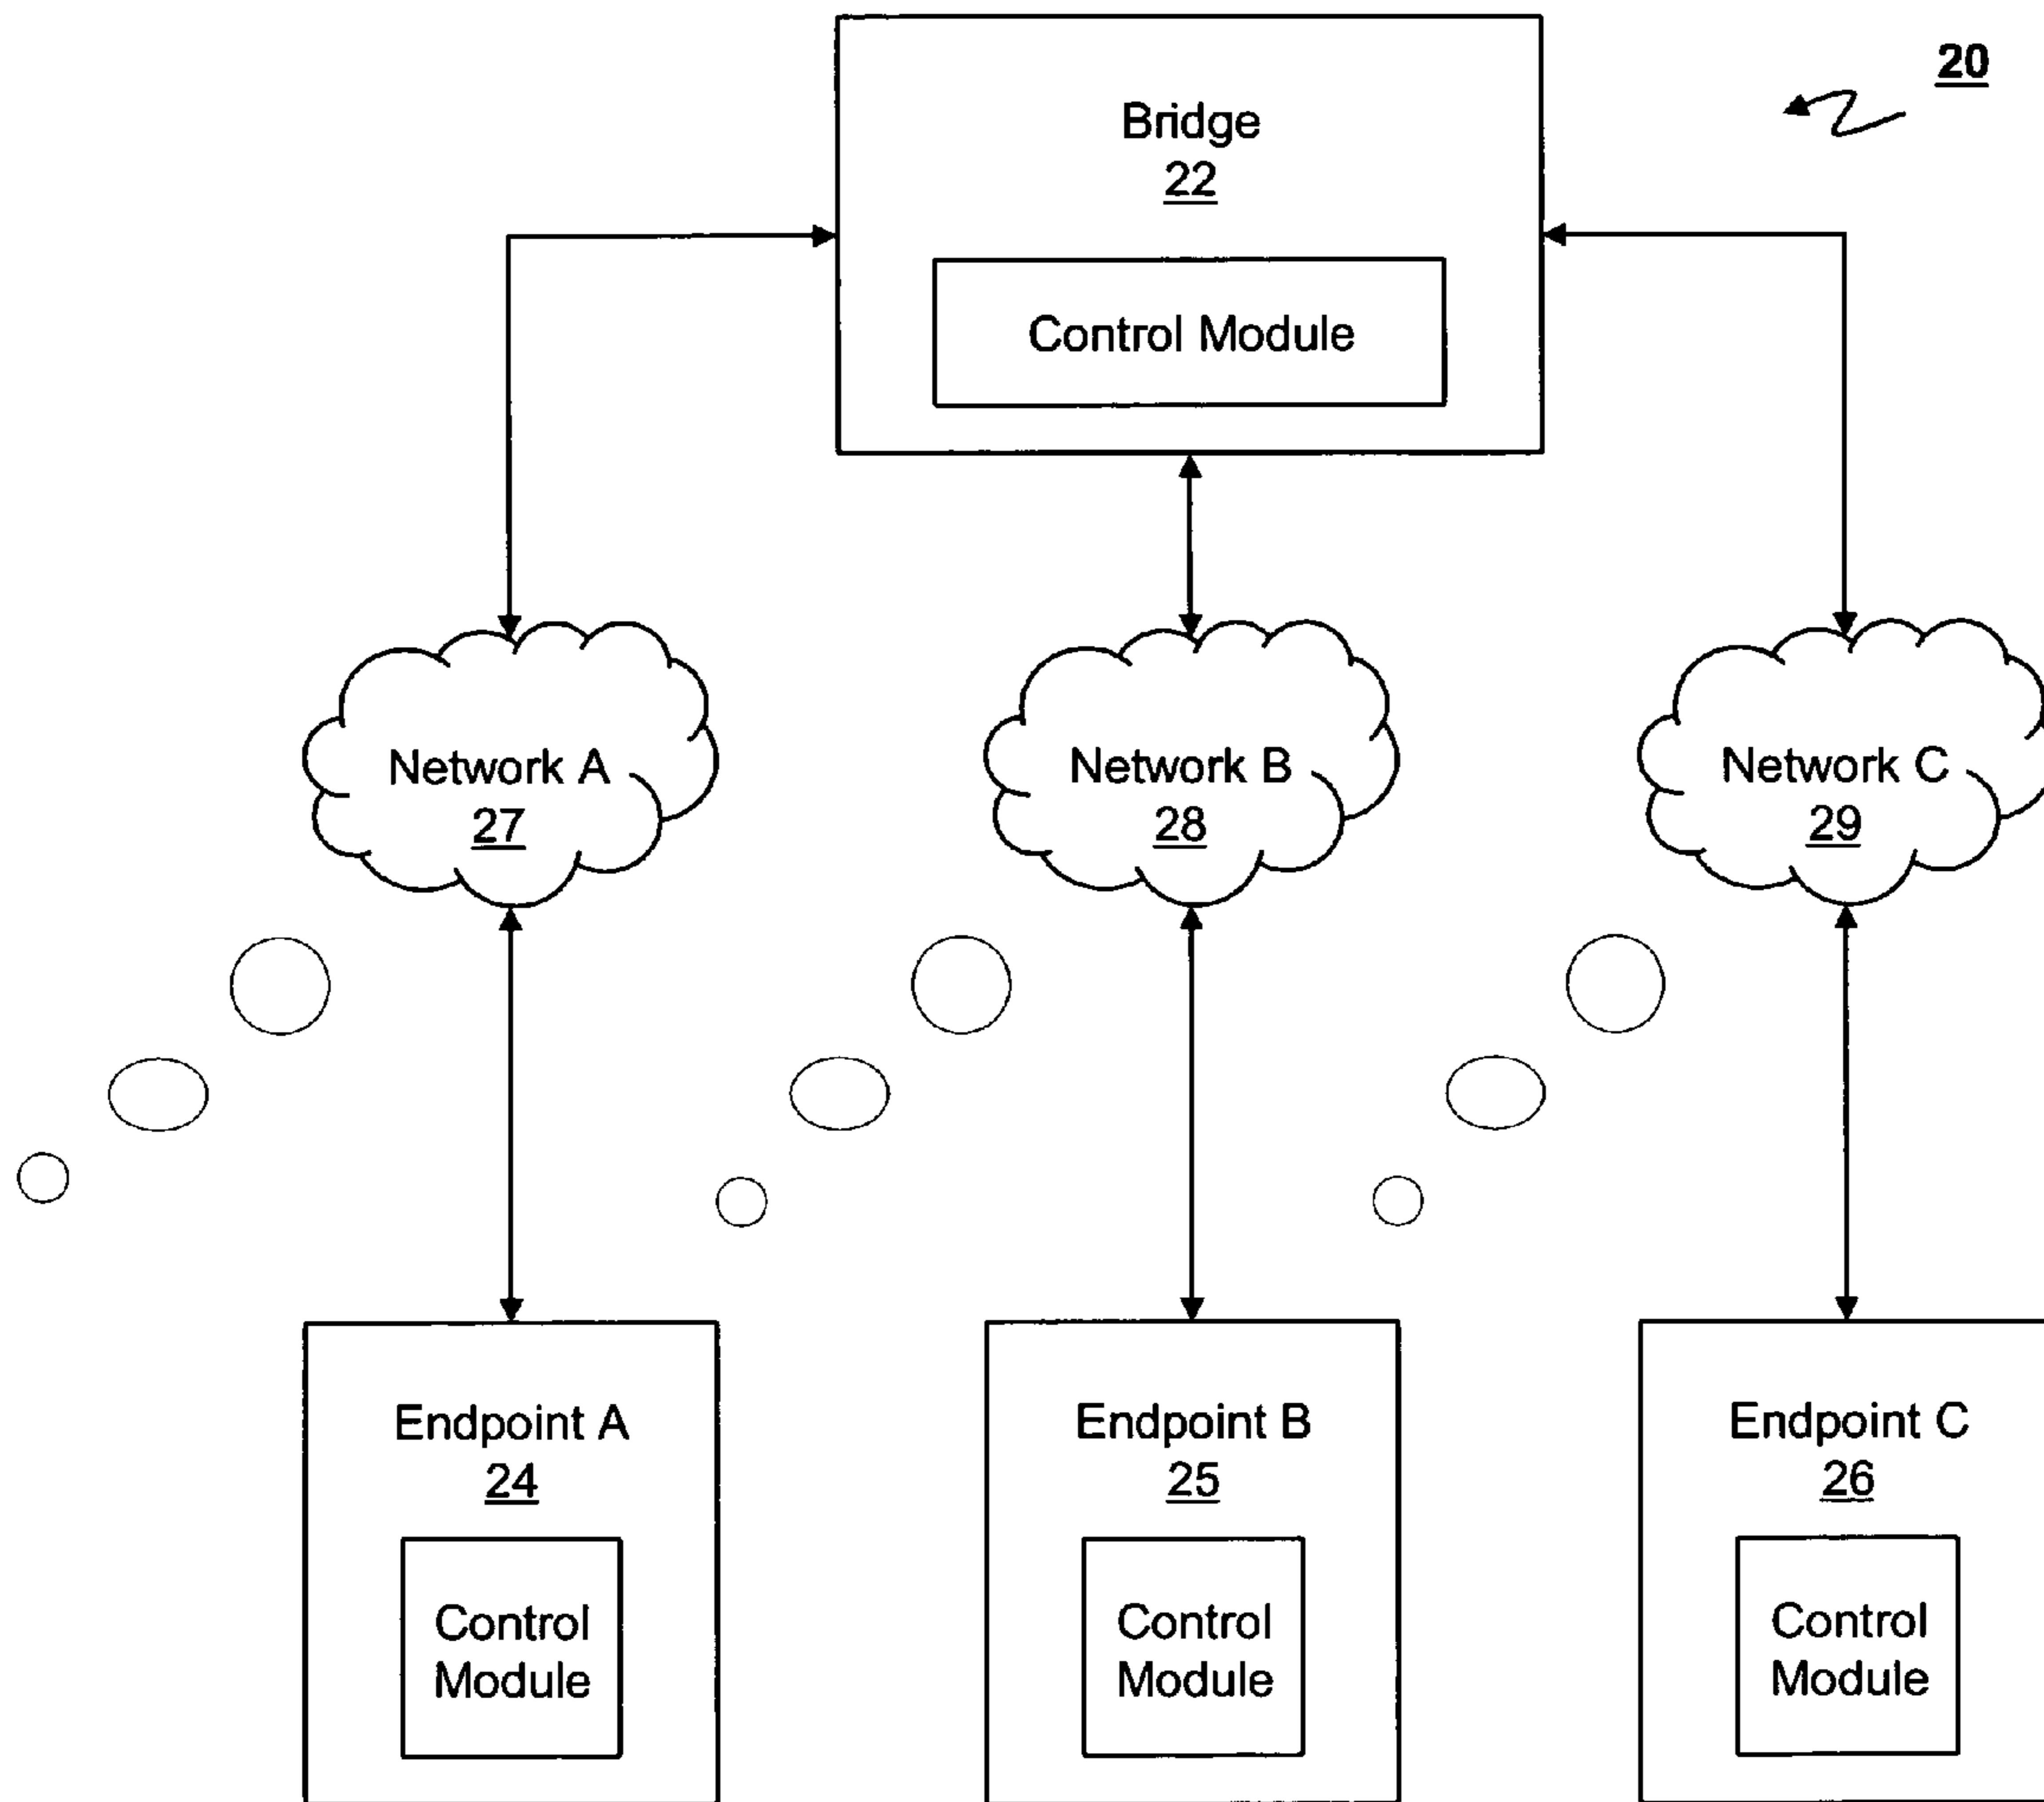 20
Bridge
22
Control Module
Network A
27
Network B
28
Network C
29
Endpoint A
24
Control
Module
Endpoint B
25
Control
Module
Endpoint C
26
Control
Module